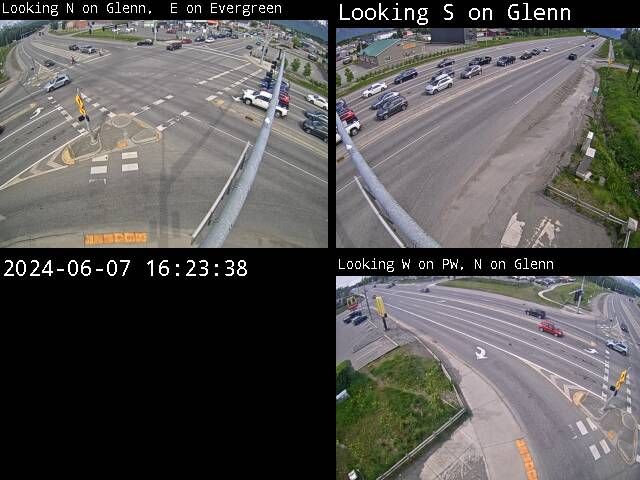 Looking N on Glenn, E on Evergreen
Looking S on Glenn
2024-06-07 16:23:38
Looking W on PW, N on Glenn